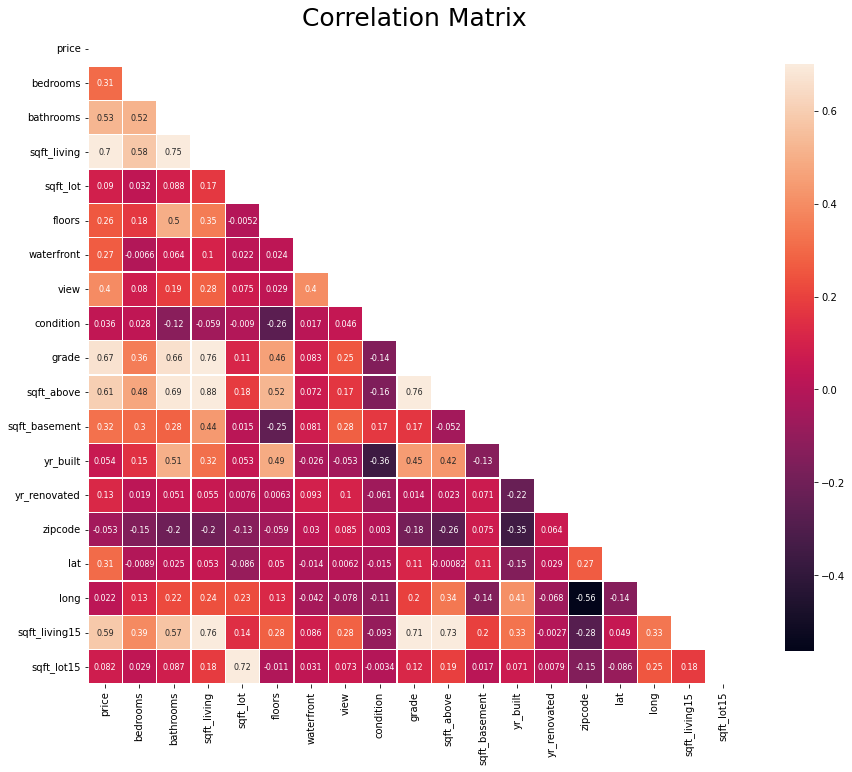 Correlation Matrix
price
bedrooms 0.31
bathrooms 0.53 0.52
sqft_living 0.7 0.58 0.75
sqft_lot 0.09 0.032 0.088 0.17
floors 0.26 0.18 0.5 0.35 -0.0052
waterfront 0.27 -0.0066 0.064 0.1 0.022 0.024
view 0.4 0.08 0.19 0.28 0.075 0.029 0.4
condition 0.036 0.028 -0.12 -0.059 -0.009 -0.26 0.017 0.046
grade 0.67 0.36 0.66 0.76 0.11 0.46 0.083 0.25 -0.14
sqft_above 0.61 0.48 0.69 0.88 0.18 0.52 0.072 0.17 -0.16 0.76
sqft_basement 0.32 0.3 0.28 0.44 0.015 -0.25 0.081 0.28 0.17 0.17 -0.052
yr_built 0.054 0.15 0.51 0.32 0.053 0.49 -0.026 -0.053 -0.36 0.45 0.42 -0.13
yr_renovated 0.13 0.019 0.051 0.055 0.0076 0.0063 0.093 0.1 -0.061 0.014 0.023 0.071 -0.22
zipcode -0.053 -0.15 -0.2 -0.2 -0.13 -0.059 0.03 0.085 0.003 -0.18 -0.26 0.075 -0.35 0.064
lat 0.31 -0.0089 0.025 0.053 -0.086 0.05 -0.014 0.0062 -0.015 0.11 -0.00082 0.11 -0.15 0.029 0.27
long 0.022 0.13 0.22 0.24 0.23 0.13 -0.042 -0.078 -0.11 0.2 0.34 -0.14 0.41 -0.068 -0.56 -0.14
sqft_living15 0.59 0.39 0.57 0.76 0.14 0.28 0.086 0.28 -0.093 0.71 0.73 0.2 0.33 -0.0027 -0.28 0.049 0.33
sqft_lot15 0.082 0.029 0.087 0.18 0.72 -0.011 0.031 0.073 -0.0034 0.12 0.19 0.017 0.071 0.0079 -0.15 -0.086 0.25 0.18
price bedrooms bathrooms sqft_living sqft_lot floors waterfront view condition grade sqft_above sqft_basement yr_built yr_renovated zipcode lat long sqft_living15 sqft_lot15
0.6
0.4
0.2
0.0
−0.2
−0.4